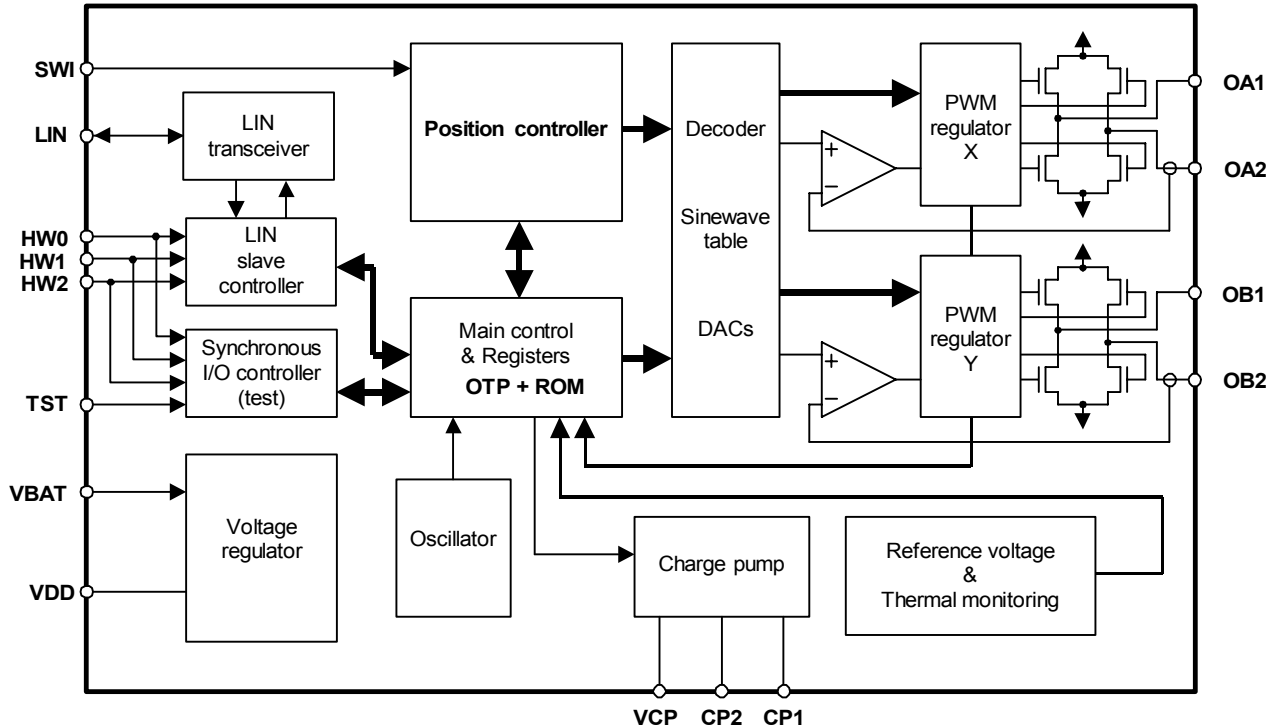 SWI
LIN
HW0
HW1
HW2
TST
VBAT
VDD
LIN
transceiver
LIN
slave
controller
Synchronous
I/O controller
(test)
Voltage
regulator
Position controller
Main control
& Registers
OTP + ROM
Oscillator
Charge pump
Decoder
Sinewave
table
DACs
+
−
+
−
PWM
regulator
X
PWM
regulator
Y
Reference voltage
&
Thermal monitoring
OA1
OA2
OB1
OB2
VCP CP2 CP1